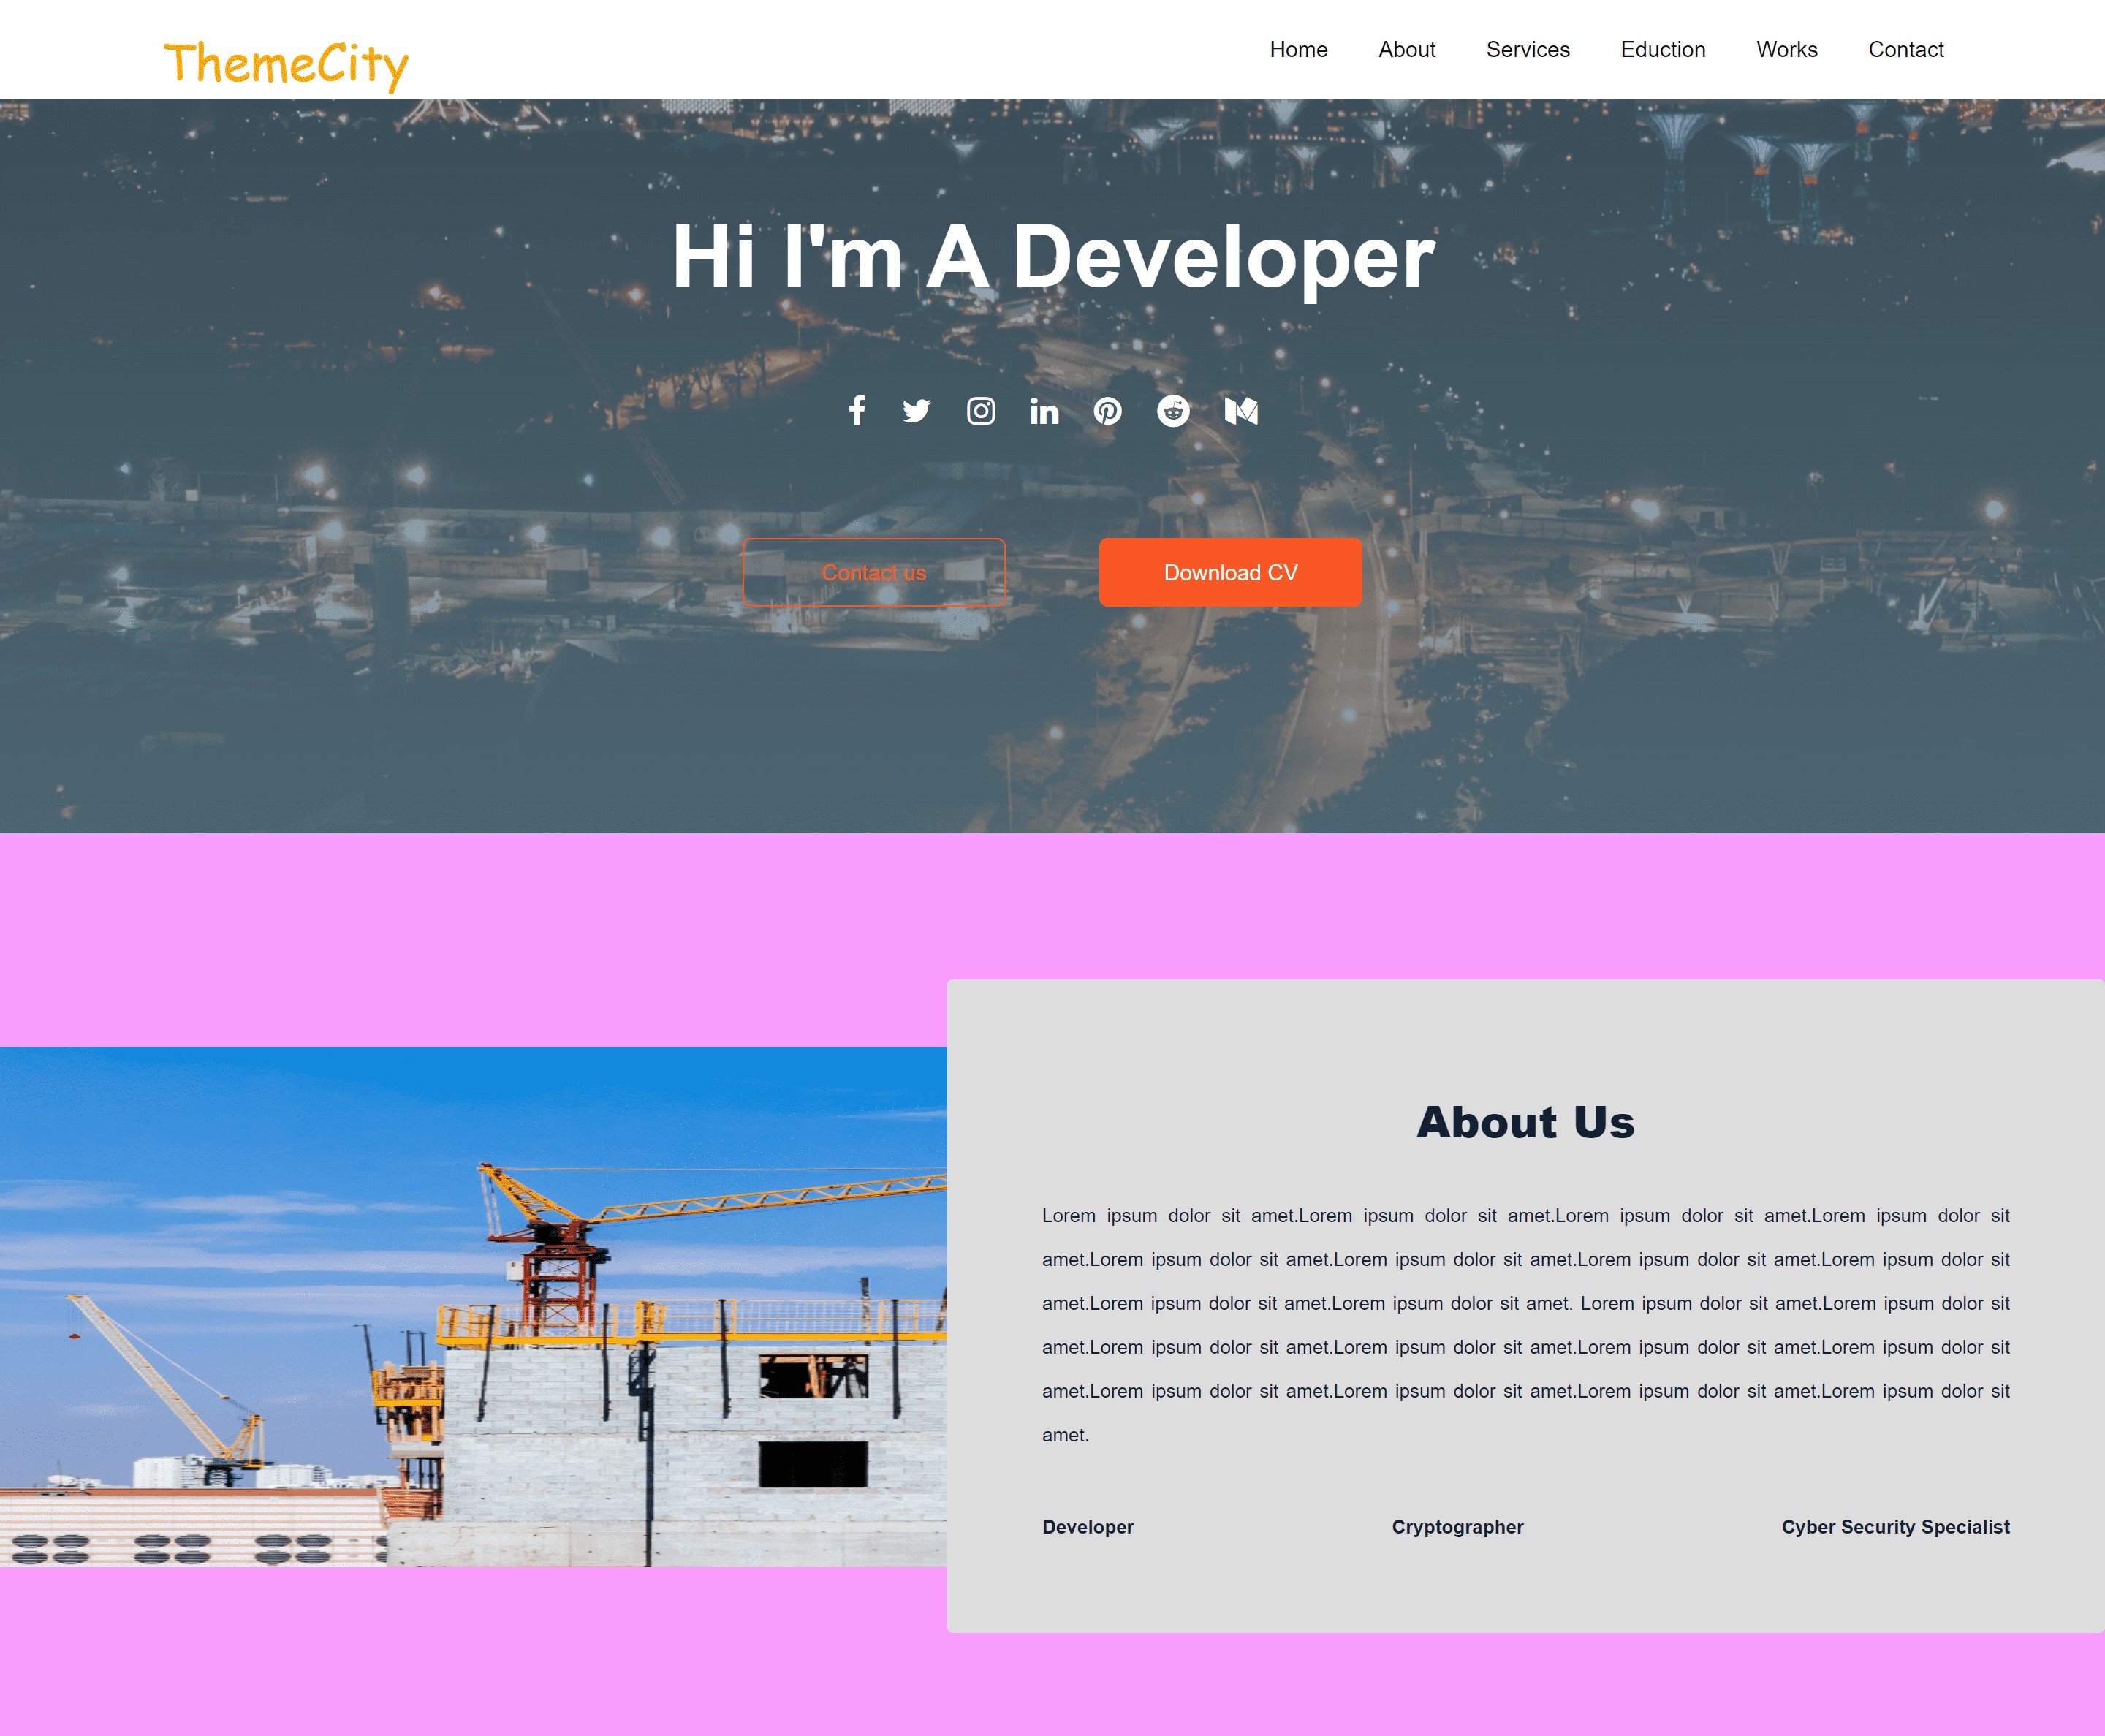 ThemeCity
Home About Services Eduction Works Contact
Hi I'm A Developer
Contact us Download CV
About Us
Lorem ipsum dolor sit amet.Lorem ipsum dolor sit amet.Lorem ipsum dolor sit amet.Lorem ipsum dolor sit
amet.Lorem ipsum dolor sit amet.Lorem ipsum dolor sit amet.Lorem ipsum dolor sit amet.Lorem ipsum dolor sit
amet.Lorem ipsum dolor sit amet.Lorem ipsum dolor sit amet. Lorem ipsum dolor sit amet.Lorem ipsum dolor sit
amet.Lorem ipsum dolor sit amet.Lorem ipsum dolor sit amet.Lorem ipsum dolor sit amet.Lorem ipsum dolor sit
amet.Lorem ipsum dolor sit amet.Lorem ipsum dolor sit amet.Lorem ipsum dolor sit amet.Lorem ipsum dolor sit
amet.
Developer Cryptographer Cyber Security Specialist